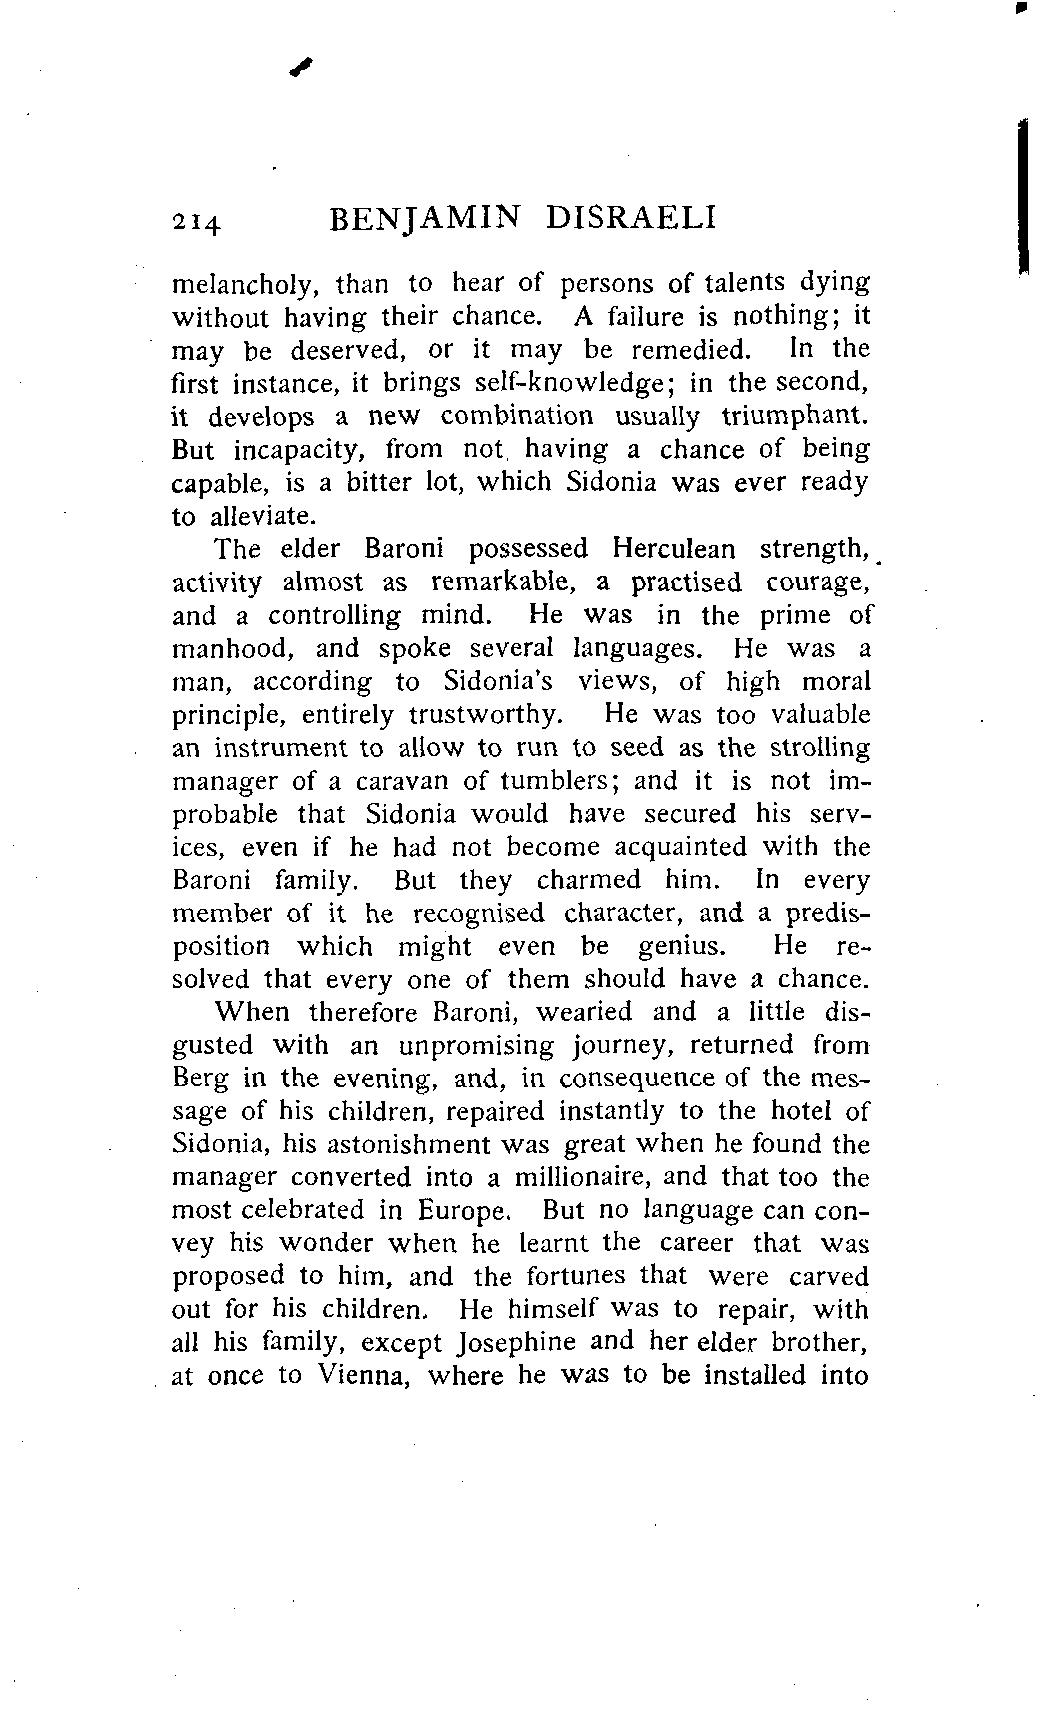 214 BENJAMIN DISRAELI
melancholy, than to hear of persons of talents dying
without having their chance. A failure is nothing; it
may be deserved, or it may be remedied. In the
first instance, it brings self-knowledge; in the second,
it develops a new combination usually triumphant.
But incapacity, from not having a chance of being
capable, is a bitter lot, which Sidonia was ever ready
to alleviate.
The elder Baroni possessed Herculean strength,
activity almost as remarkable, a practised courage,
and a controlling mind. He was in the prime of
manhood, and spoke several languages. He was a
man, according to Sidonia's views, of high moral
principle, entirely trustworthy. He was too valuable
an instrument to allow to run to seed as the strolling
manager of a caravan of tumblers; and it is not im-
probable that Sidonia would have secured his serv-
ices, even if he had not become acquainted with the
Baroni family. But they charmed him. In every
member of it he recognised character, and a predis-
position which might even be genius. He re-
solved that every one of them should have a chance.
When therefore Baroni, wearied and a little dis-
gusted with an unpromising journey, returned from
Berg in the evening, and, in consequence of the mes-
sage of his children, repaired instantly to the hotel of
Sidonia, his astonishment was great when he found the
manager converted into a millionaire, and that too the
most celebrated in Europe. But no language can con-
vey his wonder when he learnt the career that was
proposed to him, and the fortunes that were carved
out for his children. He himself was to repair, with
all his family, except Josephine and her elder brother,
at once to Vienna, where he was to be installed into